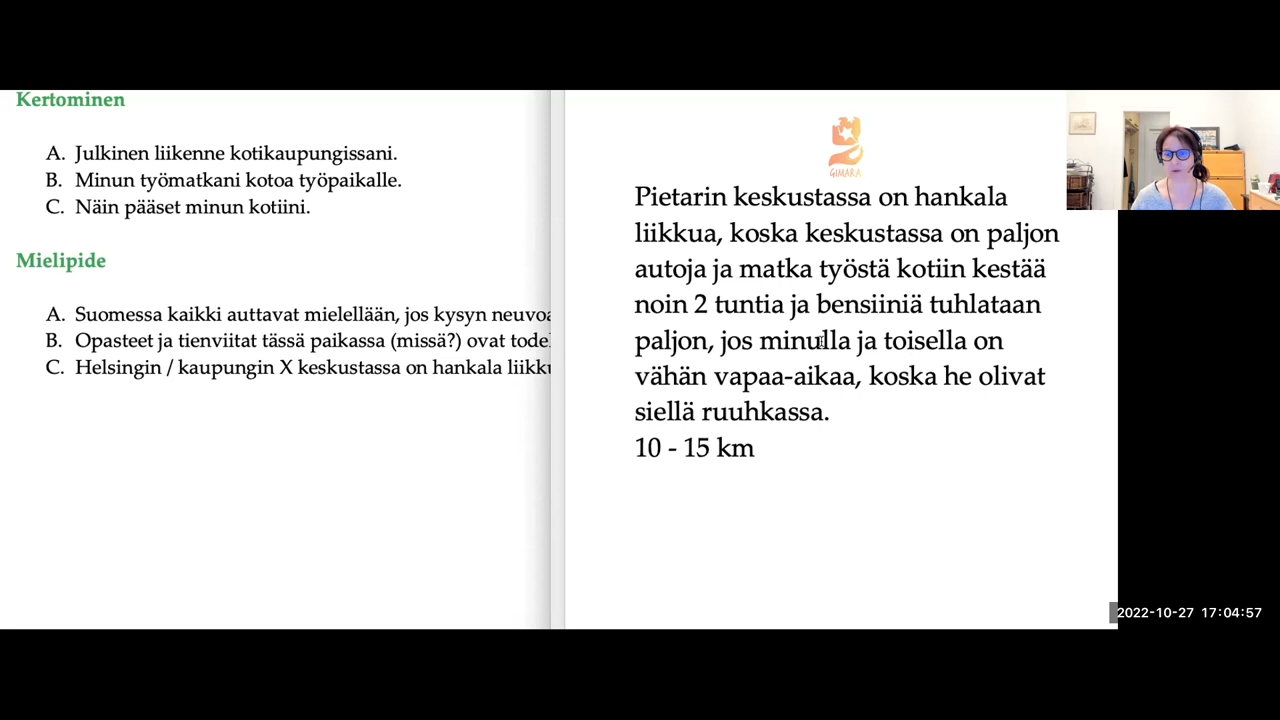 Kertominen
A. Julkinen liikenne kotikaupungissani.
B. Minun työmatkani kotoa työpaikalle.
C. Näin pääset minun kotiini.
Mielipide
A. Suomessa kaikki auttavat mielellään, jos kysyn neuvoa
B. Opasteet ja tienviitat tässä paikassa (missä?) ovat
C. Helsingin / kaupungin X keskustassa on hankala
GIMARA
Pietarin keskustassa on hankala
liikkua, koska keskustassa on paljon
autoja ja matka työstä kotiin kestää
noin 2 tuntia ja bensiiniä tuhlataan
paljon, jos minulla ja toisella on
vähän vapaa-aikaa, koska he olivat
siellä ruuhkassa.
10 - 15 km
2022-10-27 17:04:57